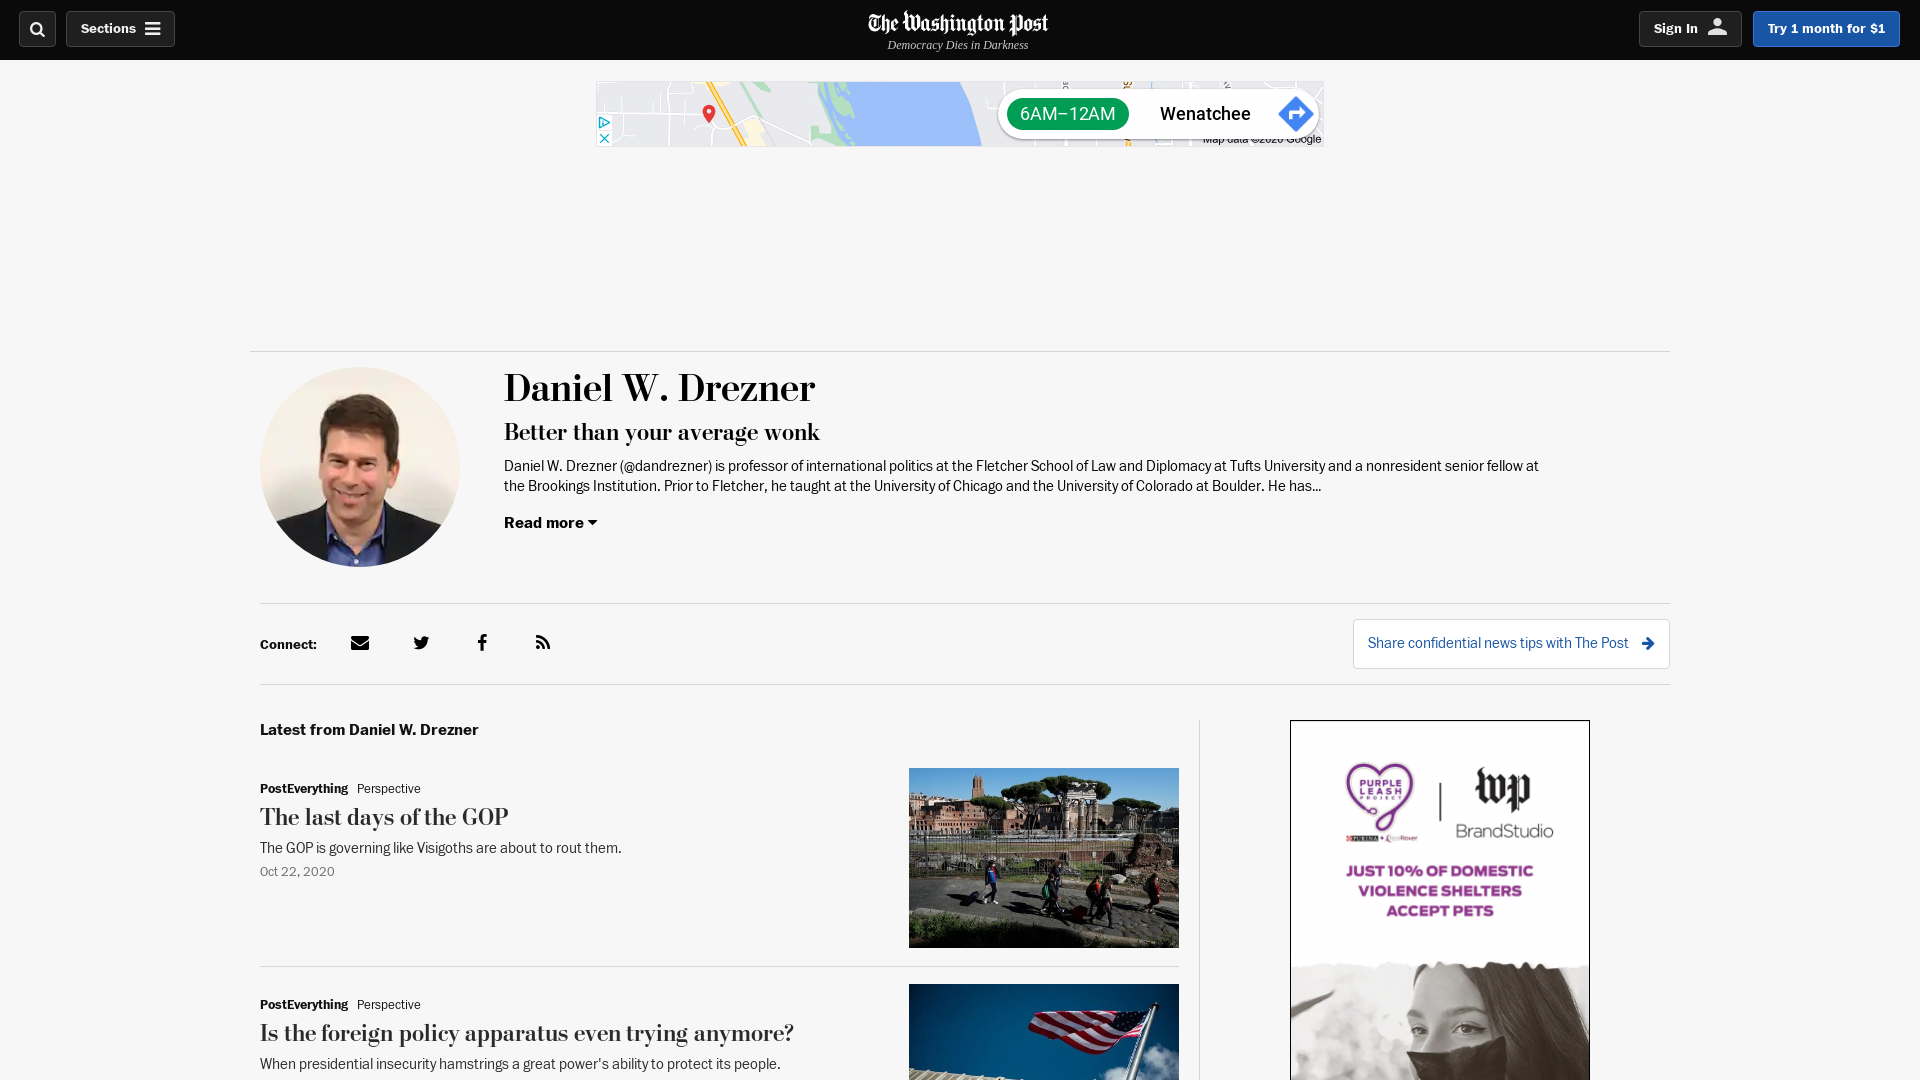 Sections
The Washington Post
Democracy Dies in Darkness
Sign In
Try 1 month for $1
6AM–12AM
Wenatchee
Map data ©2020 Google
Daniel W. Drezner
Better than your average wonk
Daniel W. Drezner (@dandrezner) is professor of international politics at the Fletcher School of Law and Diplomacy at Tufts University and a nonresident senior fellow at
the Brookings Institution. Prior to Fletcher, he taught at the University of Chicago and the University of Colorado at Boulder. He has...
Read more
Connect:
Share confidential news tips with The Post
Latest from Daniel W. Drezner
PostEverything Perspective
The last days of the GOP
The GOP is governing like Visigoths are about to rout them.
Oct 22, 2020
PostEverything Perspective
Is the foreign policy apparatus even trying anymore?
When presidential insecurity hamstrings a great power's ability to protect its people.
PURPLE
LEASH
PROJECT
PURINA + RedRover
wp
BrandStudio
JUST 10% OF DOMESTIC
VIOLENCE SHELTERS
ACCEPT PETS